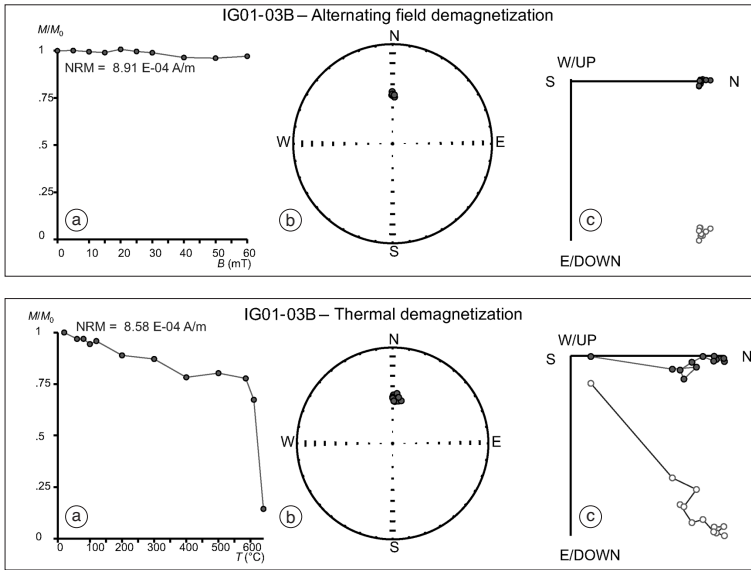 IG01-03B – Alternating field demagnetization
M/M₀
1
.75
.5
.25
0
NRM = 8.91 E-04 A/m
0 10 20 30 40 50 60
B (mT)
a
N
W
E
S
b
W/UP
S
N
E/DOWN
c
IG01-03B – Thermal demagnetization
M/M₀
1
.75
.5
.25
0
NRM = 8.58 E-04 A/m
0 100 200 300 400 500 600
T (°C)
a
N
W
E
S
b
W/UP
S
N
E/DOWN
c